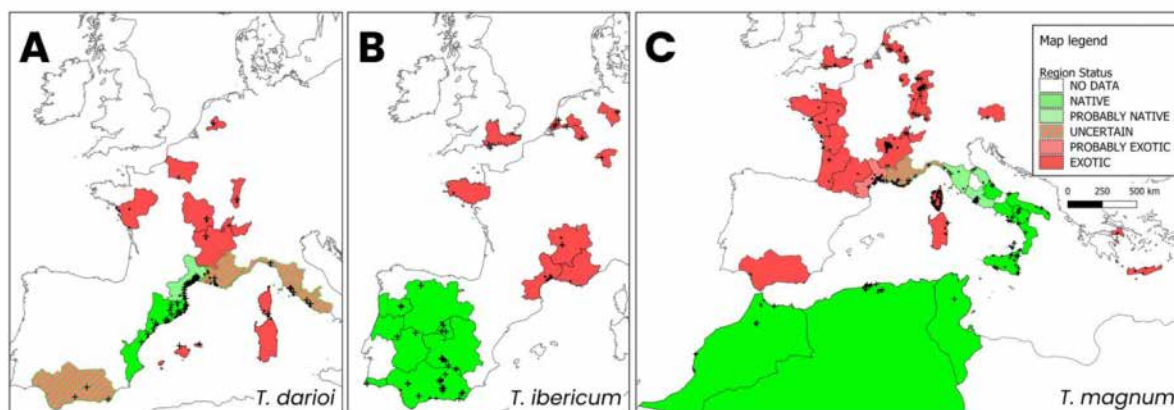 A
T. darioi
B
T. ibericum
C
T. magnum
Map legend
Region Status
NO DATA
NATIVE
PROBABLY NATIVE
UNCERTAIN
PROBABLY EXOTIC
EXOTIC
0 250 500 km